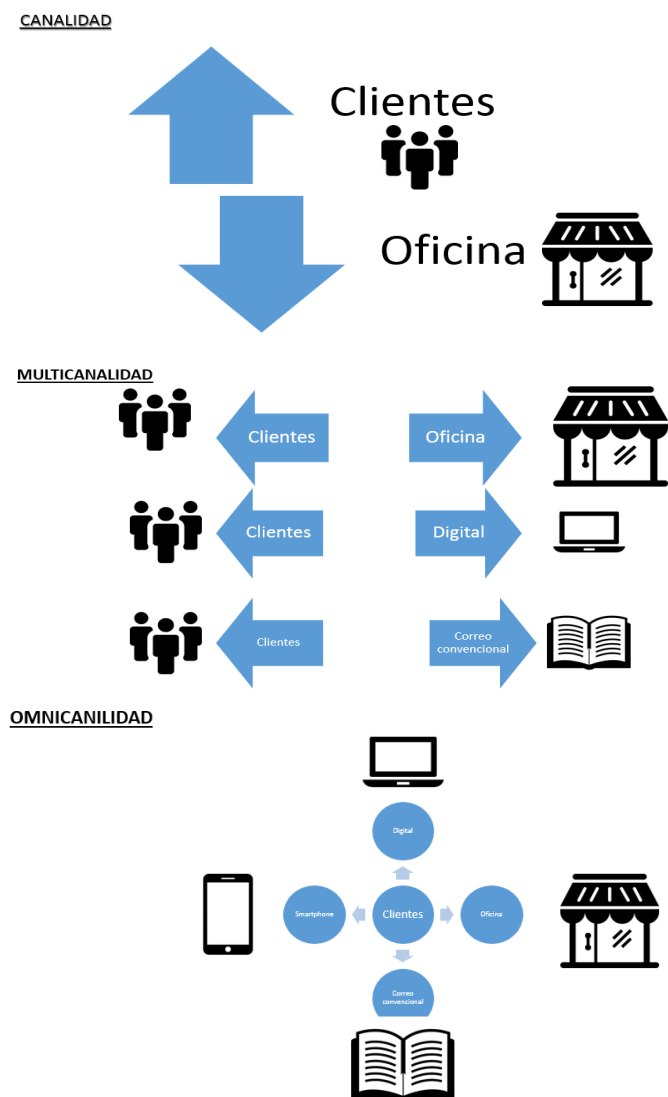 CANALIDAD
Clientes
Oficina
MULTICANALIDAD
Clientes
Oficina
Clientes
Digital
Clientes
Correo
convencional
OMNICANILIDAD
Digital
Smartphone
Clientes
Oficina
Correo
convencional